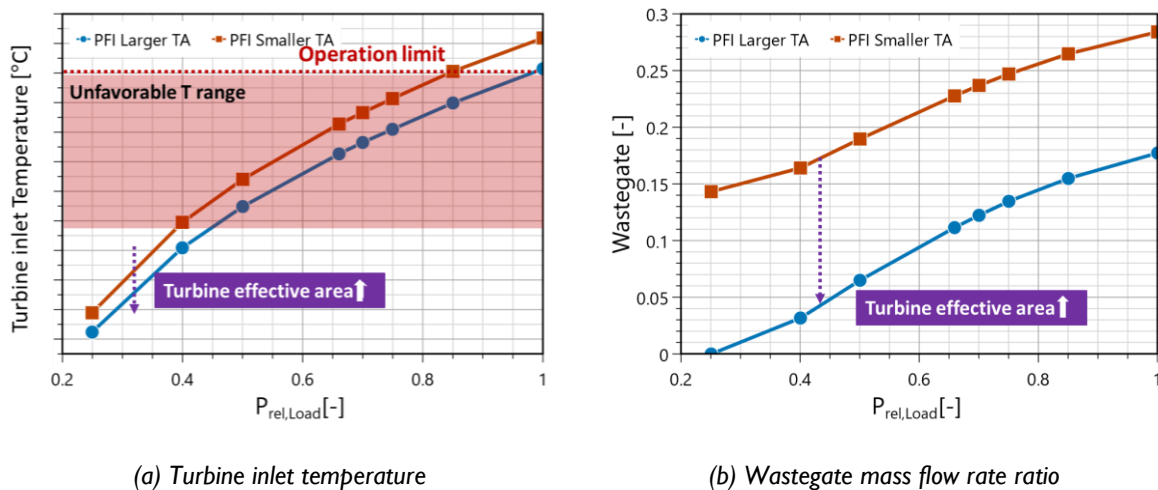 PFI Larger TA
PFI Smaller TA
Operation limit
Unfavorable T range
Turbine effective area
Turbine inlet Temperature [°C]
0.2
0.4
0.6
0.8
1
P_rel,Load[-]
(a) Turbine inlet temperature
0.3
PFI Larger TA
PFI Smaller TA
0.25
0.2
0.15
0.1
0.05
0
Turbine effective area
Wastegate [-]
0.2
0.4
0.6
0.8
1
P_rel,Load[-]
(b) Wastegate mass flow rate ratio